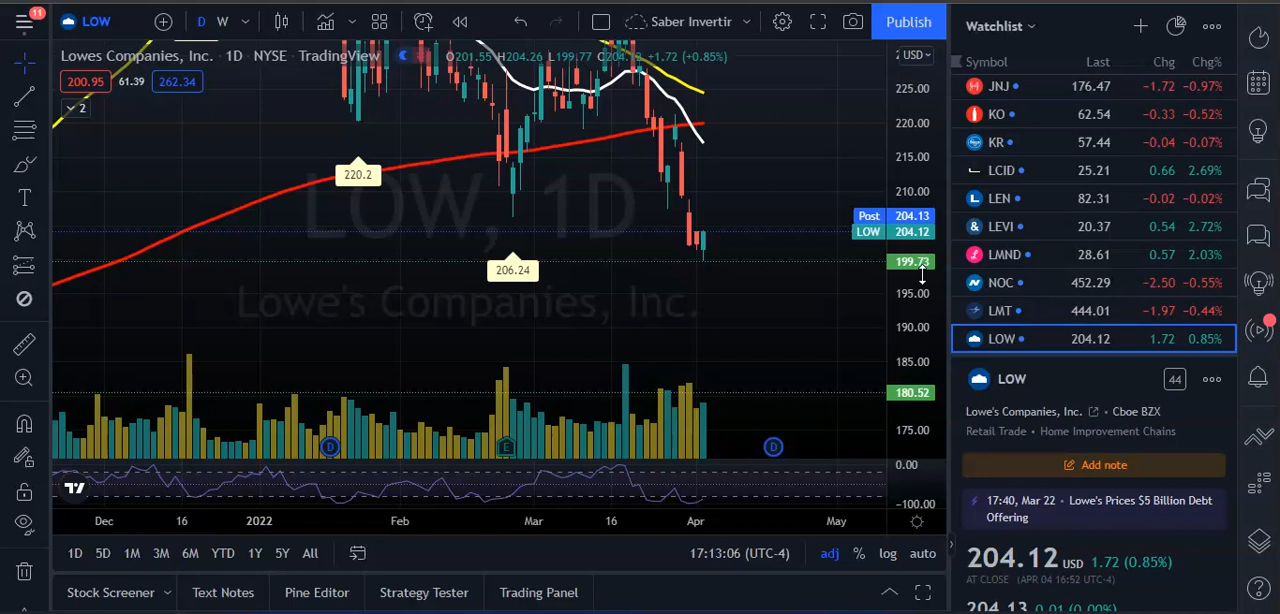 11
LOW
D W
Saber Invertir
Publish
Lowes Companies, Inc. · 1D · NYSE · TradingView
O201.55 H204.26 L199.77 C204.12 +1.72 (+0.85%)
USD
200.95 61.39 262.34
2
225.00
220.00
215.00
210.00
Post 204.13
LOW 204.12
199.73
195.00
190.00
185.00
180.52
175.00
0.00
−100.00
220.2
206.24
LOW, 1D
Lowe's Companies, Inc.
D
E
D
Dec 16 2022 Feb Mar 16 Apr May
1D 5D 1M 3M 6M YTD 1Y 5Y All
17:13:06 (UTC-4) adj % log auto
Stock Screener Text Notes Pine Editor Strategy Tester Trading Panel
Watchlist
Symbol Last Chg Chg%
JNJ 176.47 −1.72 −0.97%
KO 62.54 −0.33 −0.52%
KR 57.44 −0.04 −0.07%
LCID 25.21 0.66 2.69%
LEN 82.31 −0.02 −0.02%
LEVI 20.37 0.54 2.72%
LMND 28.61 0.57 2.03%
NOC 452.29 −2.50 −0.55%
LMT 444.01 −1.97 −0.44%
LOW 204.12 1.72 0.85%
LOW
44
Lowe's Companies, Inc. • Cboe BZX
Retail Trade • Home Improvement Chains
Add note
17:40, Mar 22 • Lowe's Prices $5 Billion Debt
Offering
204.12 USD 1.72 (0.85%)
AT CLOSE (APR 04 16:52 UTC-4)
204.13 0.01 (0.00%)